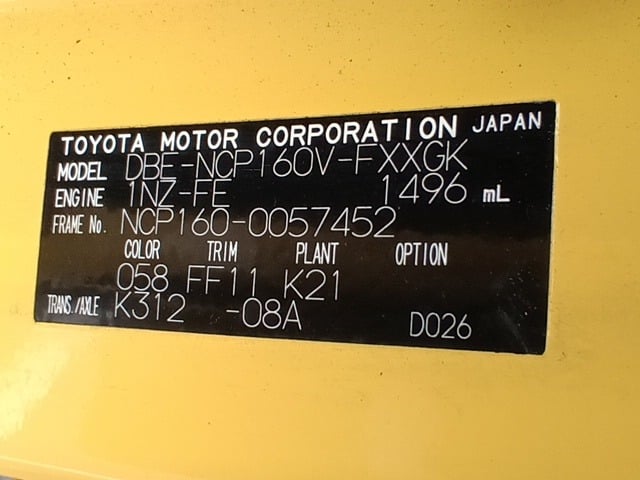 TOYOTA MOTOR CORPORATION JAPAN
MODEL DBE-NCP160V-FXXGK
ENGINE 1NZ-FE 1496 mL
FRAME No. NCP160-0057452
COLOR TRIM PLANT OPTION
058 FF11 K21
TRANS./AXLE K312 -08A D026